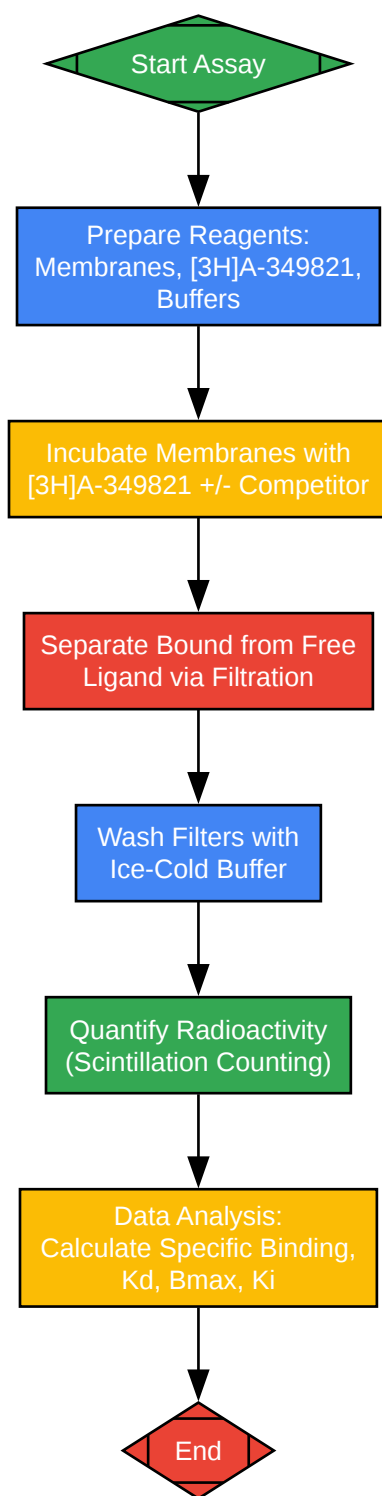 Start Assay
Prepare Reagents:
Membranes, [3H]A-349821,
Buffers
Incubate Membranes with
[3H]A-349821 +/- Competitor
Separate Bound from Free
Ligand via Filtration
Wash Filters with
Ice-Cold Buffer
Quantify Radioactivity
(Scintillation Counting)
Data Analysis:
Calculate Specific Binding,
Kd, Bmax, Ki
End